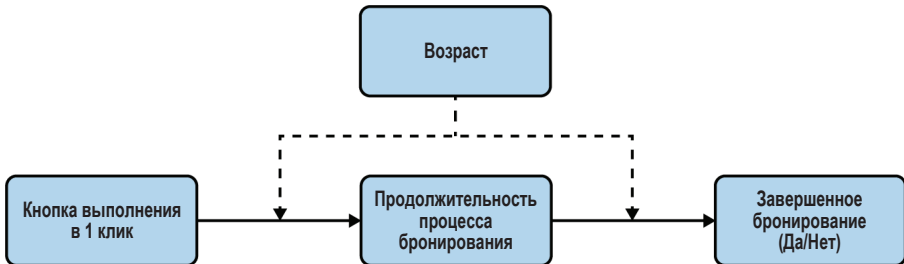 Возраст
Кнопка выполнения
в 1 клик
Продолжительность
процесса
бронирования
Завершенное
бронирование
(Да/Нет)